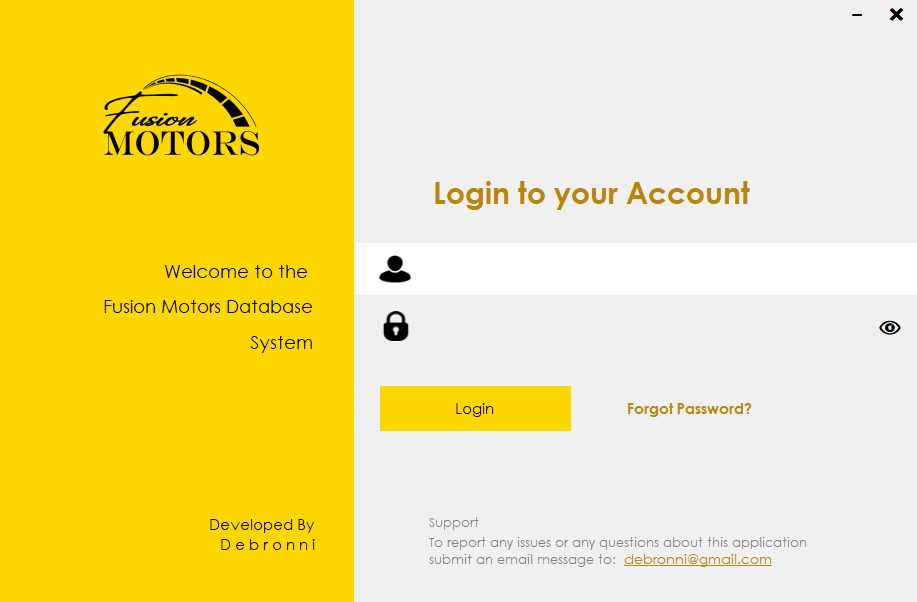 Fusion
MOTORS
Welcome to the
Fusion Motors Database
System
Developed By
Debronni
Login to your Account
Login
Forgot Password?
Support
To report any issues or any questions about this application
submit an email message to: debronni@gmail.com